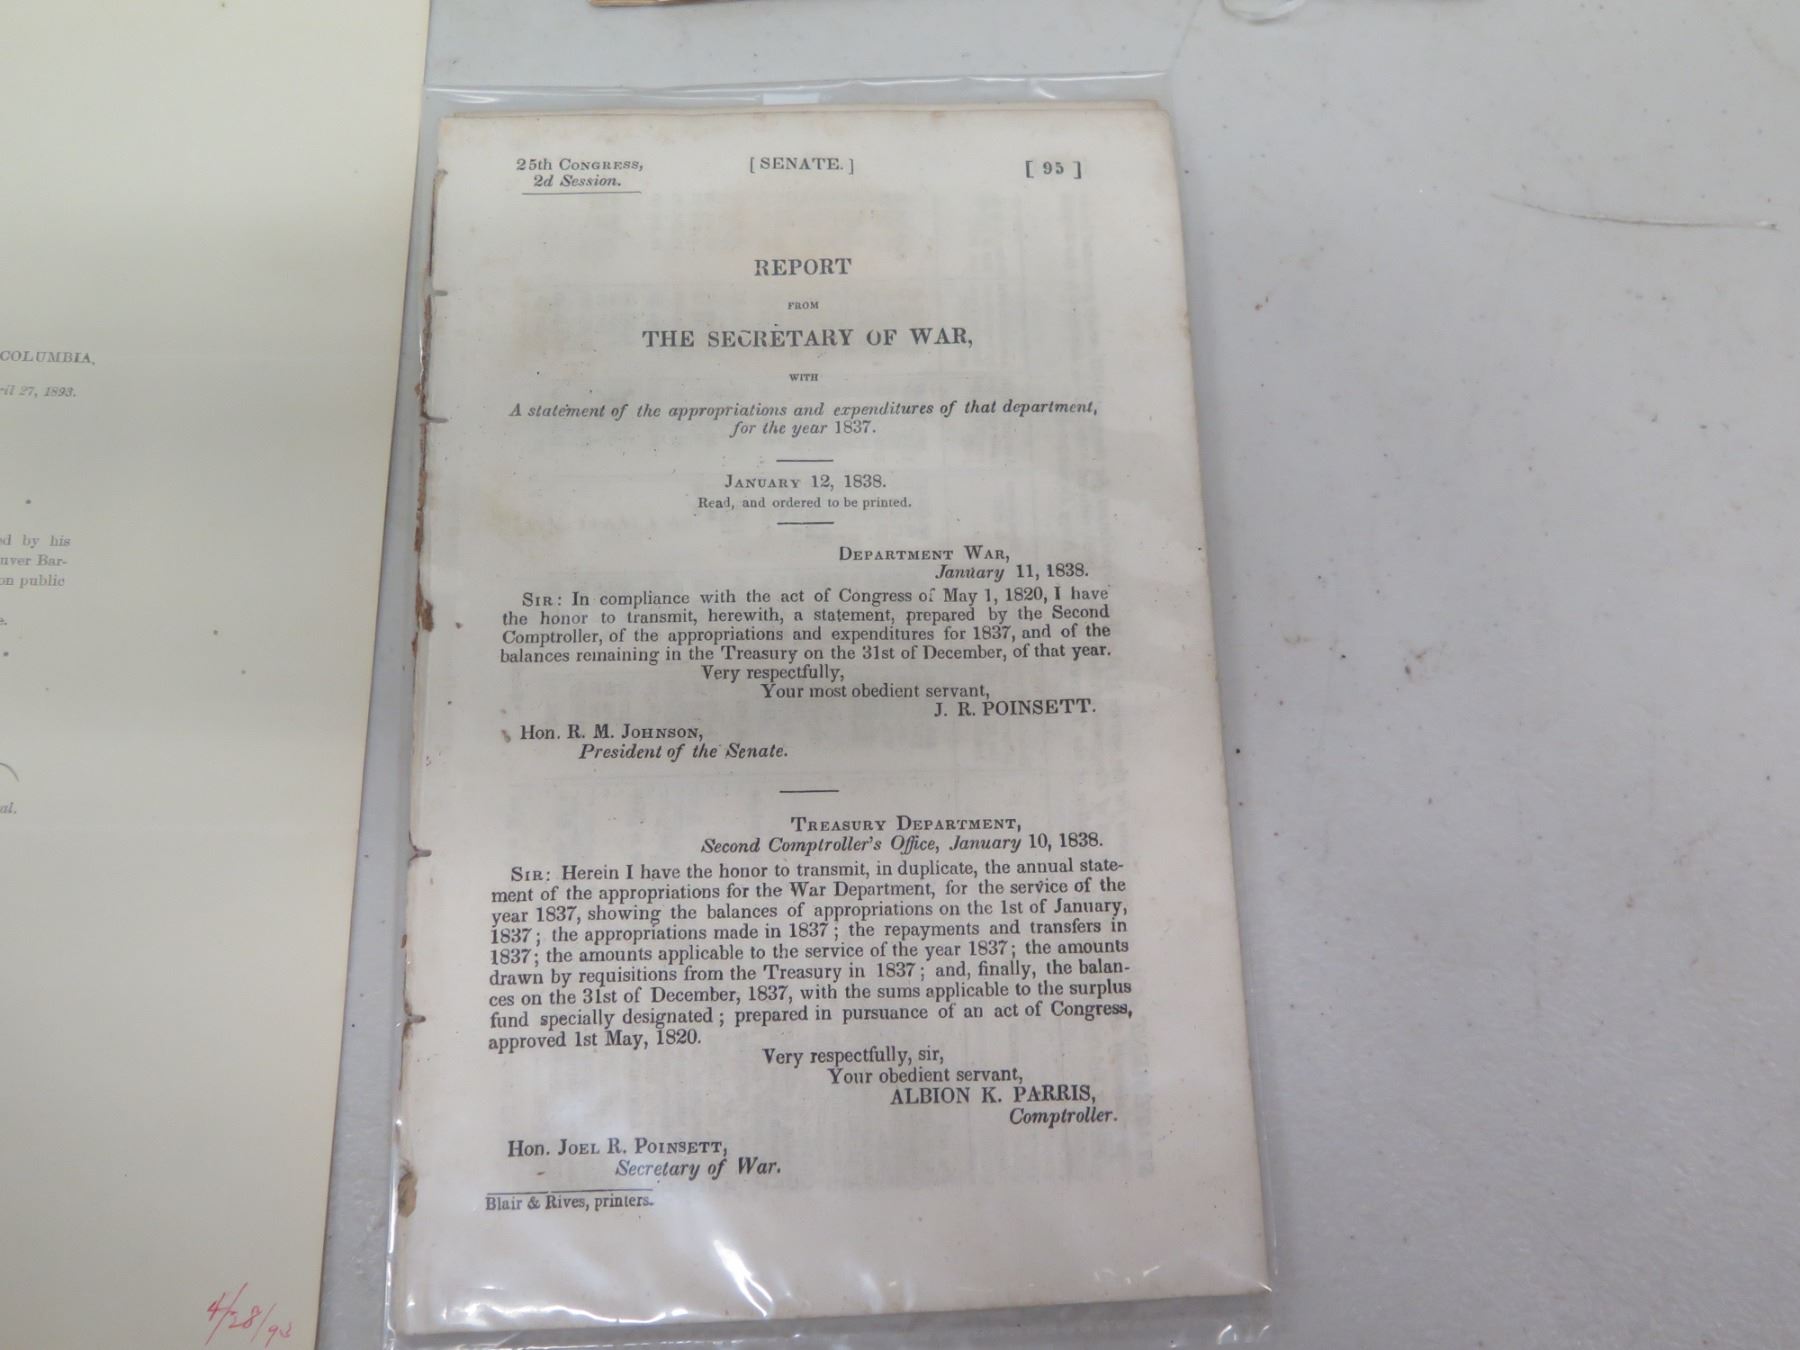 COLUMBIA,
27, 1893.
by his
Bar-
on public
4/28/93
25th CONGRESS,
2d Session.
[ SENATE. ]
[ 95 ]
REPORT
FROM
THE SECRETARY OF WAR,
WITH
A statement of the appropriations and expenditures of that department,
for the year 1837.
JANUARY 12, 1838.
Read, and ordered to be printed.
DEPARTMENT WAR,
January 11, 1838.
SIR: In compliance with the act of Congress of May 1, 1820, I have
the honor to transmit, herewith, a statement, prepared by the Second
Comptroller, of the appropriations and expenditures for 1837, and of the
balances remaining in the Treasury on the 31st of December, of that year.
Very respectfully,
Your most obedient servant,
J. R. POINSETT.
Hon. R. M. JOHNSON,
President of the Senate.
TREASURY DEPARTMENT,
Second Comptroller's Office, January 10, 1838.
SIR: Herein I have the honor to transmit, in duplicate, the annual state-
ment of the appropriations for the War Department, for the service of the
year 1837, showing the balances of appropriations on the 1st of January,
1837; the appropriations made in 1837; the repayments and transfers in
1837; the amounts applicable to the service of the year 1837; the amounts
drawn by requisitions from the Treasury in 1837; and, finally, the balan-
ces on the 31st of December, 1837, with the sums applicable to the surplus
fund specially designated; prepared in pursuance of an act of Congress,
approved 1st May, 1820.
Very respectfully, sir,
Your obedient servant,
ALBION K. PARRIS,
Comptroller.
Hon. JOEL R. POINSETT,
Secretary of War.
Blair & Rives, printers.